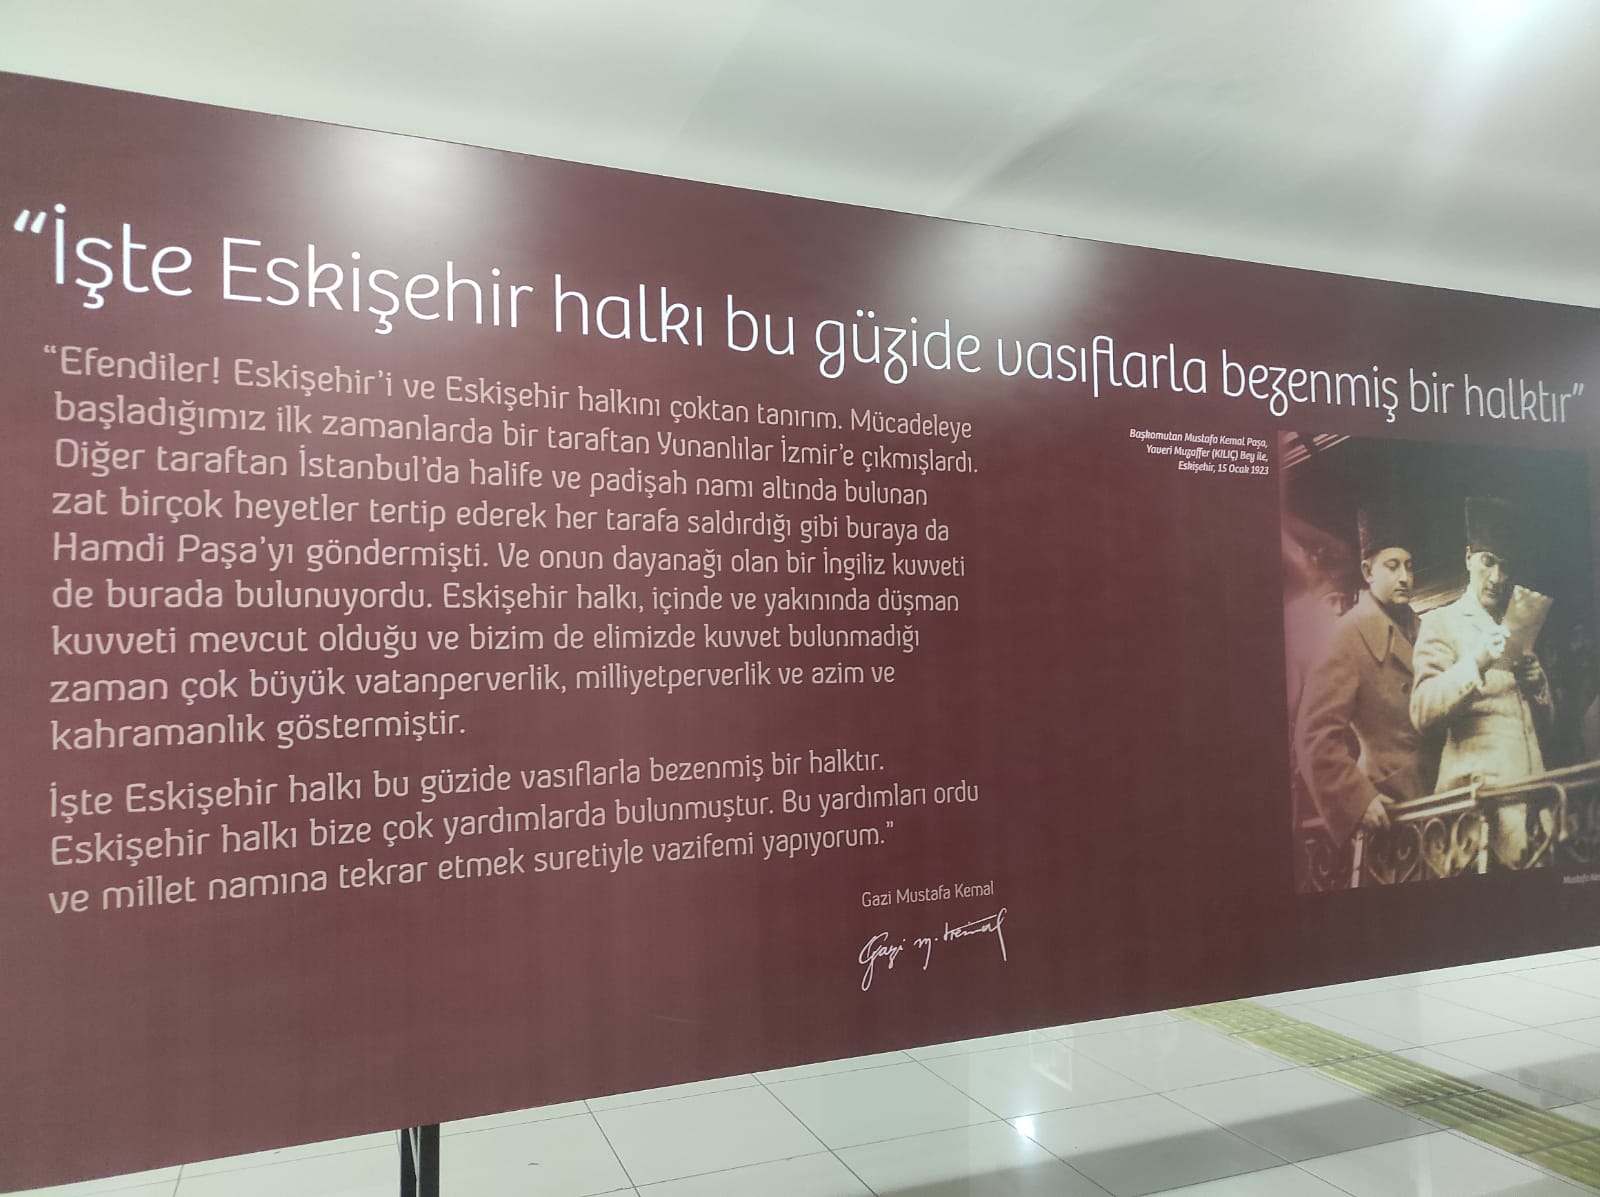 “İşte Eskişehir halkı bu güzide vasıflarla bezenmiş bir halktır”
“Efendiler! Eskişehir’i ve Eskişehir halkını çoktan tanırım. Mücadeleye
başladığımız ilk zamanlarda bir taraftan Yunanlılar İzmir’e çıkmışlardı.
Diğer taraftan İstanbul’da halife ve padişah namı altında bulunan
zat birçok heyetler tertip ederek her tarafa saldırdığı gibi buraya da
Hamdi Paşa’yı göndermişti. Ve onun dayanağı olan bir İngiliz kuvveti
de burada bulunuyordu. Eskişehir halkı, içinde ve yakınında düşman
kuvveti mevcut olduğu ve bizim de elimizde kuvvet bulunmadığı
zaman çok büyük vatanperverlik, milliyetperverlik ve azim ve
kahramanlık göstermiştir.
İşte Eskişehir halkı bu güzide vasıflarla bezenmiş bir halktır.
Eskişehir halkı bize çok yardımlarda bulunmuştur. Bu yardımları ordu
ve millet namına tekrar etmek suretiyle vazifemi yapıyorum.”
Gazi Mustafa Kemal
Gazi M. Kemal
Başkomutan Mustafa Kemal Paşa,
Yaveri Muzaffer (KILIÇ) Bey ile,
Eskişehir, 15 Ocak 1923
Mustafa